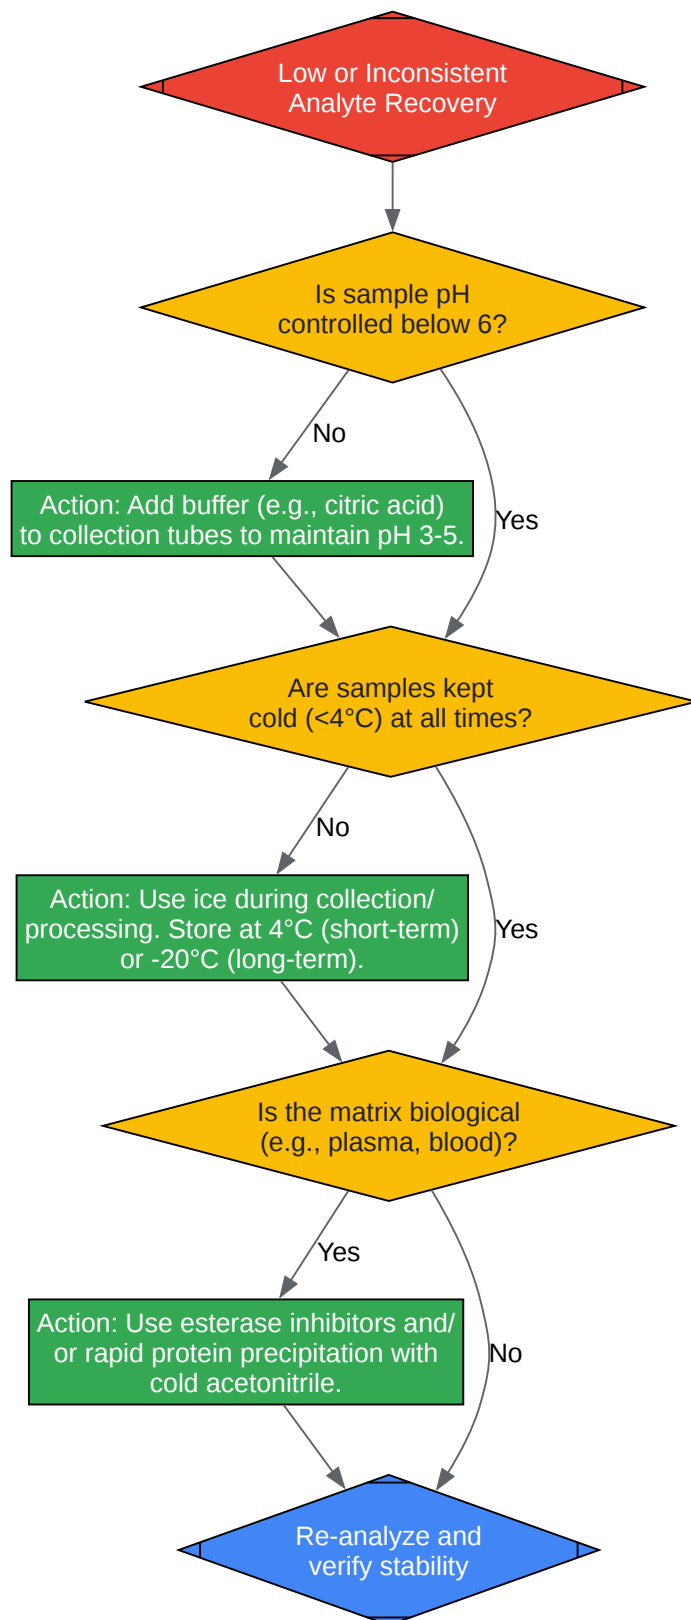 Low or Inconsistent
Analyte Recovery
Is sample pH
controlled below 6?
No
Yes
Action: Add buffer (e.g., citric acid)
to collection tubes to maintain pH 3-5.
Are samples kept
cold (<4°C) at all times?
No
Yes
Action: Use ice during collection/
processing. Store at 4°C (short-term)
or -20°C (long-term).
Is the matrix biological
(e.g., plasma, blood)?
Yes
No
Action: Use esterase inhibitors and/
or rapid protein precipitation with
cold acetonitrile.
Re-analyze and
verify stability